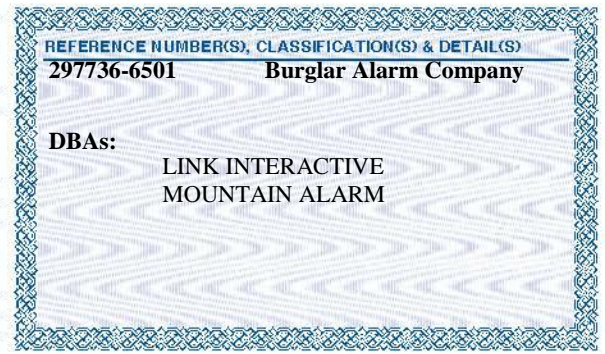 REFERENCE NUMBER(S), CLASSIFICATION(S) & DETAIL(S)
297736-6501 Burglar Alarm Company
DBAs:
LINK INTERACTIVE
MOUNTAIN ALARM